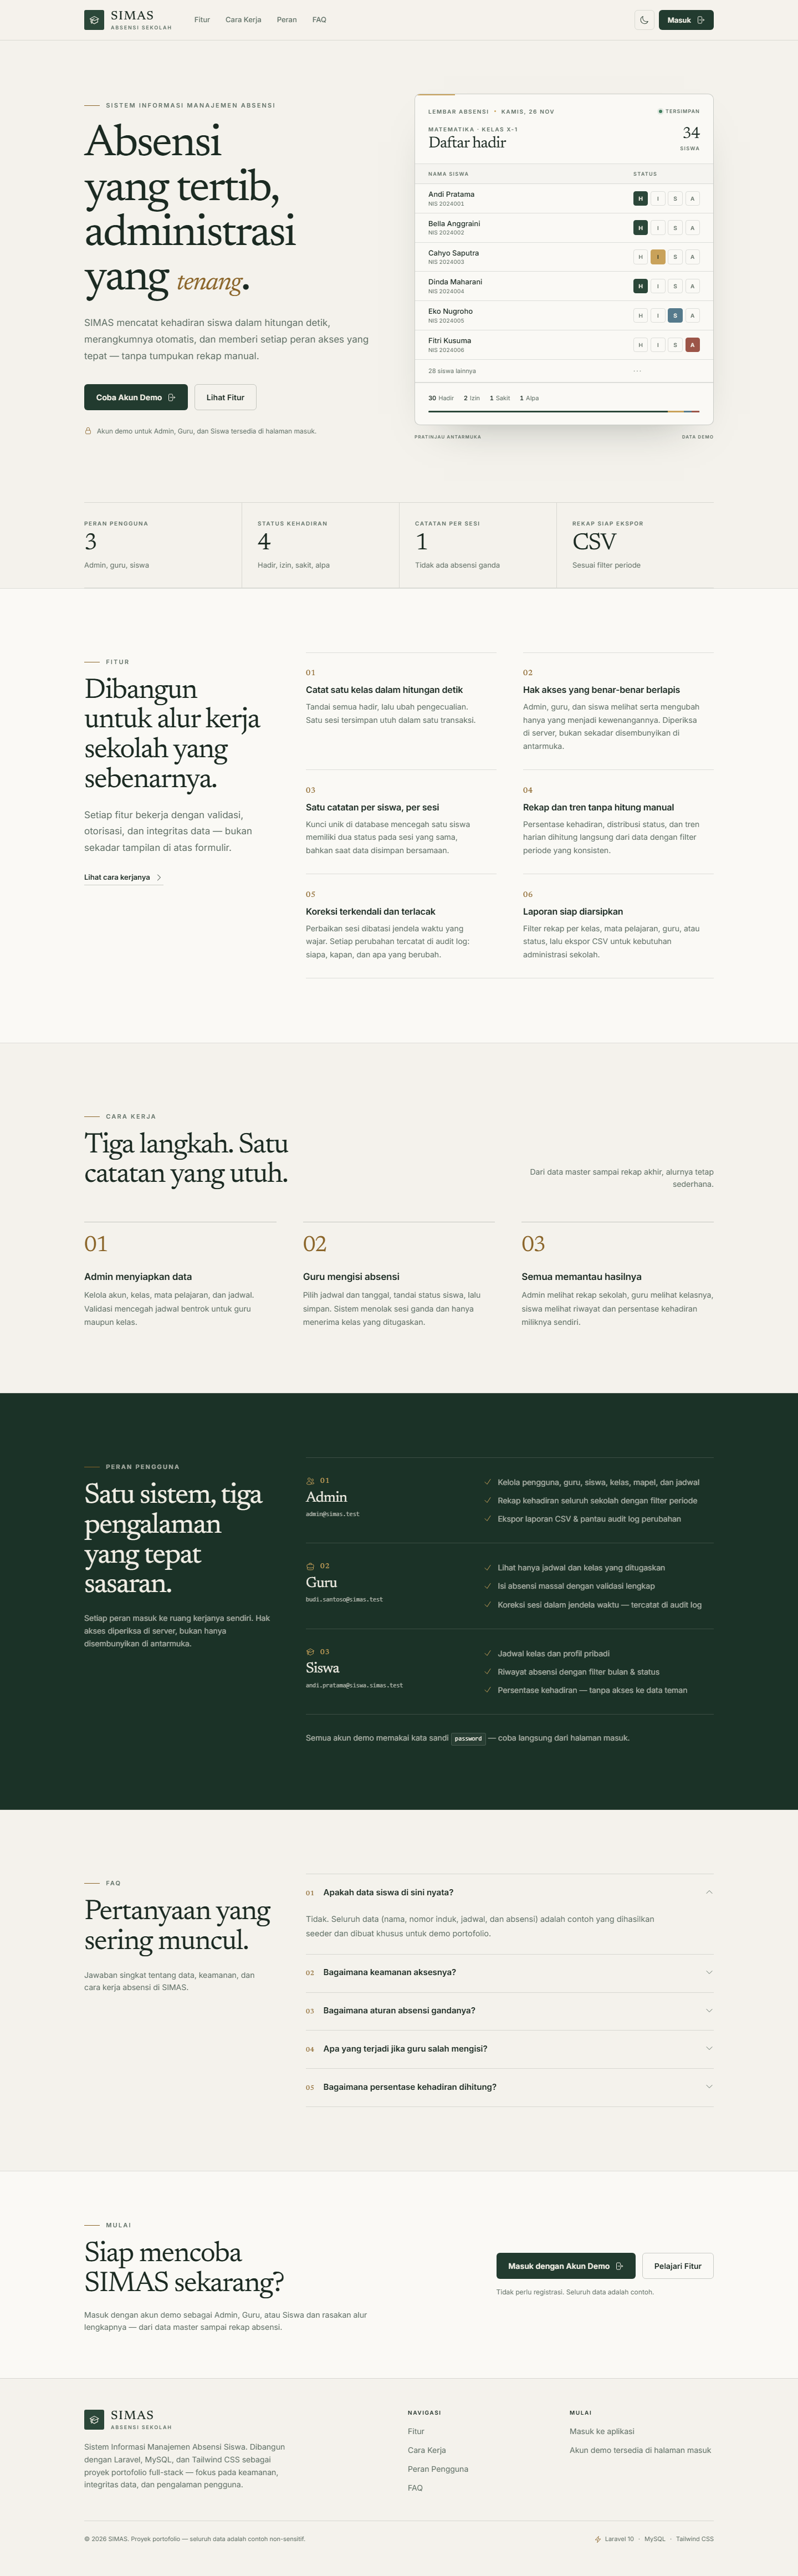 SIMAS
ABSENSI SEKOLAH
Fitur
Cara Kerja
Peran
FAQ
Masuk
SISTEM INFORMASI MANAJEMEN ABSENSI
Absensi
yang tertib,
administrasi
yang tenang.
SIMAS mencatat kehadiran siswa dalam hitungan detik,
merangkumnya otomatis, dan memberi setiap peran akses yang
tepat — tanpa tumpukan rekap manual.
Coba Akun Demo
Lihat Fitur
Akun demo untuk Admin, Guru, dan Siswa tersedia di halaman masuk.
LEMBAR ABSENSI • KAMIS, 26 NOV
TERSIMPAN
MATEMATIKA · KELAS X-1
Daftar hadir
34
SISWA
NAMA SISWA
STATUS
Andi Pratama
NIS 2024001
H I S A
Bella Anggraini
NIS 2024002
H I S A
Cahyo Saputra
NIS 2024003
H I S A
Dinda Maharani
NIS 2024004
H I S A
Eko Nugroho
NIS 2024005
H I S A
Fitri Kusuma
NIS 2024006
H I S A
28 siswa lainnya
···
30 Hadir 2 Izin 1 Sakit 1 Alpa
PRATINJAU ANTARMUKA
DATA DEMO
PERAN PENGGUNA
3
Admin, guru, siswa
STATUS KEHADIRAN
4
Hadir, izin, sakit, alpa
CATATAN PER SESI
1
Tidak ada absensi ganda
REKAP SIAP EKSPOR
CSV
Sesuai filter periode
FITUR
Dibangun
untuk alur kerja
sekolah yang
sebenarnya.
Setiap fitur bekerja dengan validasi,
otorisasi, dan integritas data — bukan
sekadar tampilan di atas formulir.
Lihat cara kerjanya
01
Catat satu kelas dalam hitungan detik
Tandai semua hadir, lalu ubah pengecualian.
Satu sesi tersimpan utuh dalam satu transaksi.
02
Hak akses yang benar-benar berlapis
Admin, guru, dan siswa melihat serta mengubah
hanya yang menjadi kewenangannya. Diperiksa
di server, bukan sekadar disembunyikan di
antarmuka.
03
Satu catatan per siswa, per sesi
Kunci unik di database mencegah satu siswa
memiliki dua status pada sesi yang sama,
bahkan saat data disimpan bersamaan.
04
Rekap dan tren tanpa hitung manual
Persentase kehadiran, distribusi status, dan tren
harian dihitung langsung dari data dengan filter
periode yang konsisten.
05
Koreksi terkendali dan terlacak
Perbaikan sesi dibatasi jendela waktu yang
wajar. Setiap perubahan tercatat di audit log:
siapa, kapan, dan apa yang berubah.
06
Laporan siap diarsipkan
Filter rekap per kelas, mata pelajaran, guru, atau
status, lalu ekspor CSV untuk kebutuhan
administrasi sekolah.
CARA KERJA
Tiga langkah. Satu
catatan yang utuh.
Dari data master sampai rekap akhir, alurnya tetap
sederhana.
01
Admin menyiapkan data
Kelola akun, kelas, mata pelajaran, dan jadwal.
Validasi mencegah jadwal bentrok untuk guru
maupun kelas.
02
Guru mengisi absensi
Pilih jadwal dan tanggal, tandai status siswa, lalu
simpan. Sistem menolak sesi ganda dan hanya
menerima kelas yang ditugaskan.
03
Semua memantau hasilnya
Admin melihat rekap sekolah, guru melihat kelasnya,
siswa melihat riwayat dan persentase kehadiran
miliknya sendiri.
PERAN PENGGUNA
Satu sistem, tiga
pengalaman
yang tepat
sasaran.
Setiap peran masuk ke ruang kerjanya sendiri. Hak
akses diperiksa di server, bukan hanya
disembunyikan di antarmuka.
01
Admin
admin@simas.test
Kelola pengguna, guru, siswa, kelas, mapel, dan jadwal
Rekap kehadiran seluruh sekolah dengan filter periode
Ekspor laporan CSV & pantau audit log perubahan
02
Guru
budi.santoso@simas.test
Lihat hanya jadwal dan kelas yang ditugaskan
Isi absensi massal dengan validasi lengkap
Koreksi sesi dalam jendela waktu — tercatat di audit log
03
Siswa
andi.pratama@siswa.simas.test
Jadwal kelas dan profil pribadi
Riwayat absensi dengan filter bulan & status
Persentase kehadiran — tanpa akses ke data teman
Semua akun demo memakai kata sandi password — coba langsung dari halaman masuk.
FAQ
Pertanyaan yang
sering muncul.
Jawaban singkat tentang data, keamanan, dan
cara kerja absensi di SIMAS.
01 Apakah data siswa di sini nyata?
Tidak. Seluruh data (nama, nomor induk, jadwal, dan absensi) adalah contoh yang dihasilkan
seeder dan dibuat khusus untuk demo portofolio.
02 Bagaimana keamanan aksesnya?
03 Bagaimana aturan absensi gandanya?
04 Apa yang terjadi jika guru salah mengisi?
05 Bagaimana persentase kehadiran dihitung?
MULAI
Siap mencoba
SIMAS sekarang?
Masuk dengan akun demo sebagai Admin, Guru, atau Siswa dan rasakan alur
lengkapnya — dari data master sampai rekap absensi.
Masuk dengan Akun Demo
Pelajari Fitur
Tidak perlu registrasi. Seluruh data adalah contoh.
SIMAS
ABSENSI SEKOLAH
Sistem Informasi Manajemen Absensi Siswa. Dibangun
dengan Laravel, MySQL, dan Tailwind CSS sebagai
proyek portofolio full-stack — fokus pada keamanan,
integritas data, dan pengalaman pengguna.
NAVIGASI
Fitur
Cara Kerja
Peran Pengguna
FAQ
MULAI
Masuk ke aplikasi
Akun demo tersedia di halaman masuk
© 2026 SIMAS. Proyek portofolio — seluruh data adalah contoh non-sensitif.
Laravel 10 · MySQL · Tailwind CSS